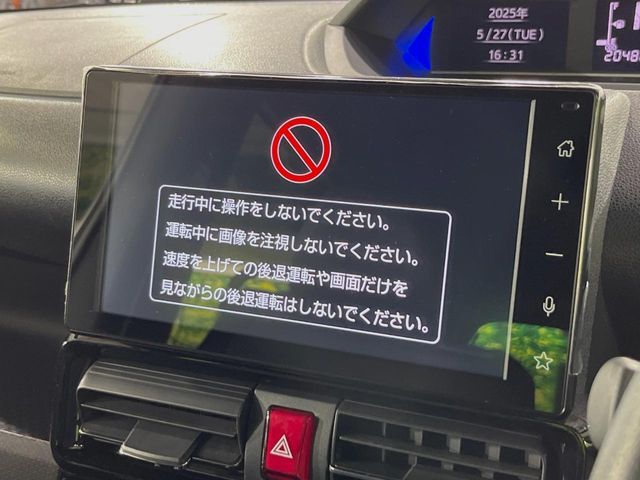 2025年
5/27(TUE)
16:31
走行中に操作をしないでください。
運転中に画像を注視しないでください。
速度を上げての後退運転や画面だけを
見ながらの後退運転はしないでください。